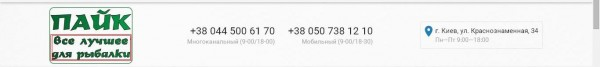 ПАЙК
все лучшее
для рыбалки
+38 044 500 61 70
Многоканальный (9-00/18-00)
+38 050 738 12 10
Мобильный (9-00/18-30)
г. Киев, ул. Краснознаменная, 34
Пн—Пт 9:00—18:00